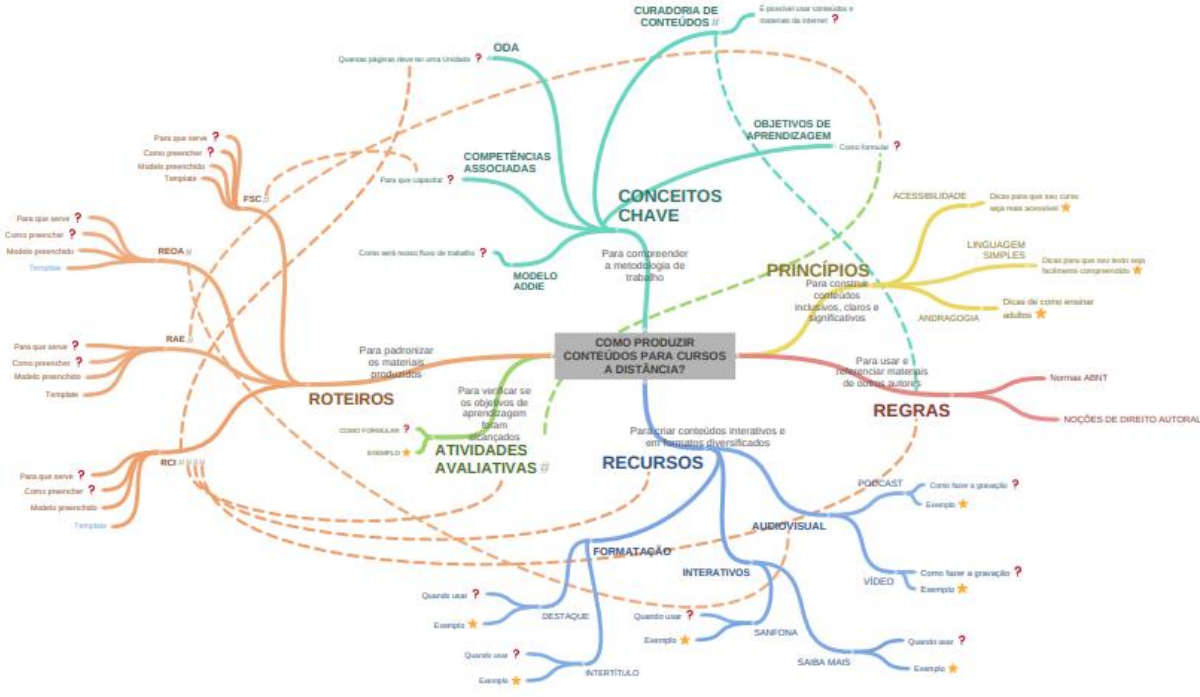 CURADORIA DE
CONTEÚDOS #
É possível usar conteúdos e
materiais da internet ?
ODA
Quantas páginas deve ter uma Unidade ?
OBJETIVOS DE
APRENDIZAGEM
Como formular ?
COMPETÊNCIAS
ASSOCIADAS
Para que capacitar ?
CONCEITOS
CHAVE
Para compreender
a metodologia de
trabalho
Como será nosso fluxo de trabalho ?
MODELO
ADDIE
Para que serve ?
Como preencher ?
Modelo preenchido
Template
FSC #
Para que serve ?
Como preencher ?
Modelo preenchido
Template
REOA #
Para que serve ?
Como preencher ?
Modelo preenchido
Template
RAE #
Para que serve ?
Como preencher ?
Modelo preenchido
Template
RCI # # # #
Para padronizar
os materiais
produzidos
ROTEIROS
ACESSIBILIDADE
Dicas para que seu curso
seja mais acessível
LINGUAGEM
SIMPLES
Dicas para que seu texto seja
facilmente compreendido
ANDRAGOGIA
Dicas de como ensinar
adultos
PRINCÍPIOS
Para construir
conteúdos
inclusivos, claros e
significativos
COMO PRODUZIR
CONTEÚDOS PARA CURSOS
A DISTÂNCIA?
Para usar e
referenciar materiais
de outros autores
REGRAS
Normas ABNT
NOÇÕES DE DIREITO AUTORAL
Para verificar se
os objetivos de
aprendizagem
foram
alcançados
COMO FORMULAR ?
EXEMPLO
ATIVIDADES
AVALIATIVAS #
Para criar conteúdos interativos e
em formatos diversificados
RECURSOS
PODCAST
Como fazer a gravação ?
Exemplo
AUDIOVISUAL
VÍDEO
Como fazer a gravação ?
Exemplo
FORMATAÇÃO
Quando usar ?
Exemplo
DESTAQUE
Quando usar ?
Exemplo
INTERTÍTULO
INTERATIVOS
Quando usar ?
Exemplo
SANFONA
SAIBA MAIS
Quando usar ?
Exemplo